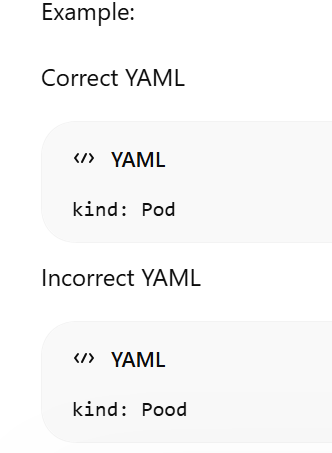 Example:
Correct YAML
YAML
kind: Pod
Incorrect YAML
YAML
kind: Pood